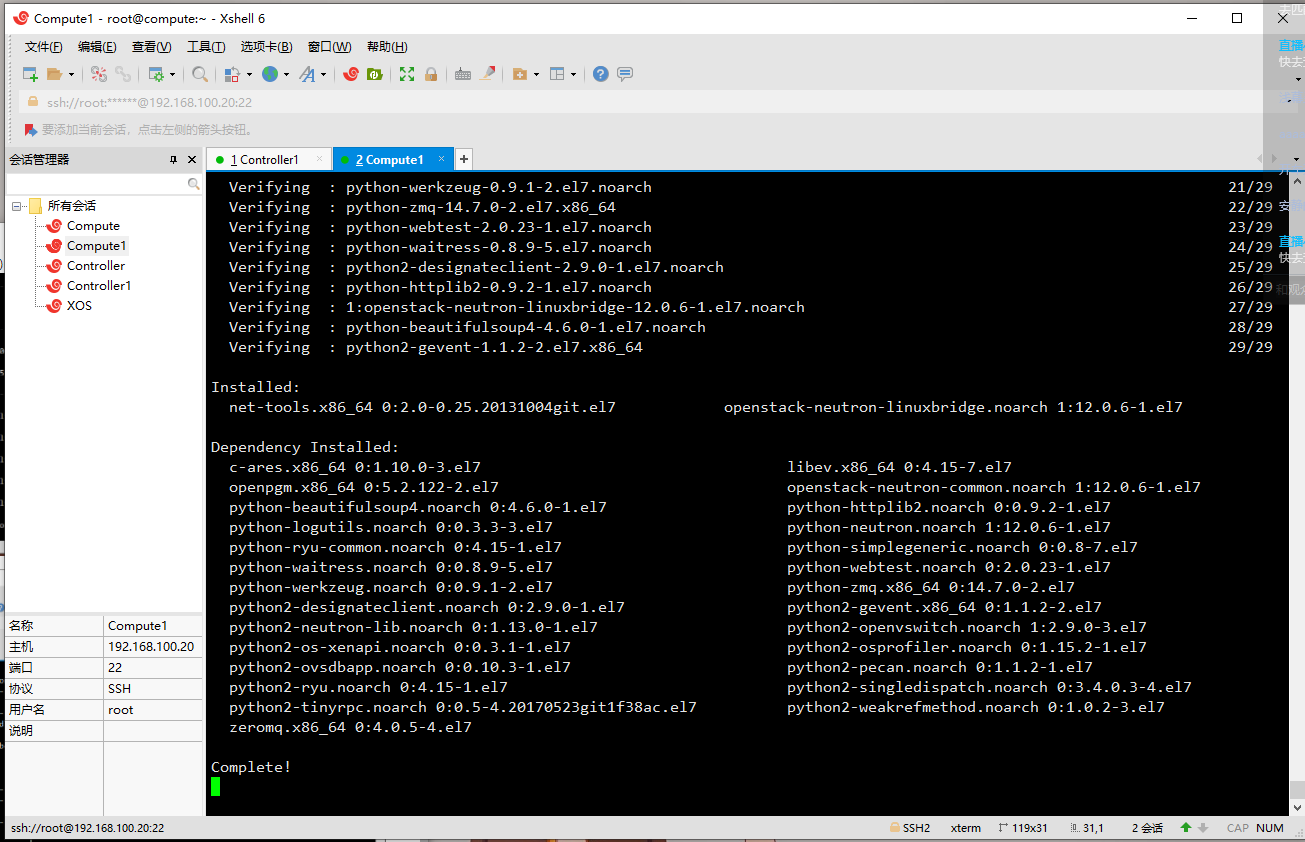 Compute1 - root@compute:~ - Xshell 6
文件(F) 编辑(E) 查看(V) 工具(T) 选项卡(B) 窗口(W) 帮助(H)
ssh://root:******@192.168.100.20:22
要添加当前会话，点击左侧的箭头按钮。
会话管理器
1 Controller1
2 Compute1
所有会话
Compute
Compute1
Controller
Controller1
XOS
名称 Compute1
主机 192.168.100.20
端口 22
协议 SSH
用户名 root
说明
Verifying : python-werkzeug-0.9.1-2.el7.noarch 21/29
Verifying : python-zmq-14.7.0-2.el7.x86_64 22/29
Verifying : python-webtest-2.0.23-1.el7.noarch 23/29
Verifying : python-waitress-0.8.9-5.el7.noarch 24/29
Verifying : python2-designateclient-2.9.0-1.el7.noarch 25/29
Verifying : python-httplib2-0.9.2-1.el7.noarch 26/29
Verifying : 1:openstack-neutron-linuxbridge-12.0.6-1.el7.noarch 27/29
Verifying : python-beautifulsoup4-4.6.0-1.el7.noarch 28/29
Verifying : python2-gevent-1.1.2-2.el7.x86_64 29/29
Installed:
net-tools.x86_64 0:2.0-0.25.20131004git.el7 openstack-neutron-linuxbridge.noarch 1:12.0.6-1.el7
Dependency Installed:
c-ares.x86_64 0:1.10.0-3.el7 libev.x86_64 0:4.15-7.el7
openpgm.x86_64 0:5.2.122-2.el7 openstack-neutron-common.noarch 1:12.0.6-1.el7
python-beautifulsoup4.noarch 0:4.6.0-1.el7 python-httplib2.noarch 0:0.9.2-1.el7
python-logutils.noarch 0:0.3.3-3.el7 python-neutron.noarch 1:12.0.6-1.el7
python-ryu-common.noarch 0:4.15-1.el7 python-simplegeneric.noarch 0:0.8-7.el7
python-waitress.noarch 0:0.8.9-5.el7 python-webtest.noarch 0:2.0.23-1.el7
python-werkzeug.noarch 0:0.9.1-2.el7 python-zmq.x86_64 0:14.7.0-2.el7
python2-designateclient.noarch 0:2.9.0-1.el7 python2-gevent.x86_64 0:1.1.2-2.el7
python2-neutron-lib.noarch 0:1.13.0-1.el7 python2-openvswitch.noarch 1:2.9.0-3.el7
python2-os-xenapi.noarch 0:0.3.1-1.el7 python2-osprofiler.noarch 0:1.15.2-1.el7
python2-ovsdbapp.noarch 0:0.10.3-1.el7 python2-pecan.noarch 0:1.1.2-1.el7
python2-ryu.noarch 0:4.15-1.el7 python2-singledispatch.noarch 0:3.4.0.3-4.el7
python2-tinyrpc.noarch 0:0.5-4.20170523git1f38ac.el7 python2-weakrefmethod.noarch 0:1.0.2-3.el7
zeromq.x86_64 0:4.0.5-4.el7
Complete!
直播
快去
直播
快去
和观
ssh://root@192.168.100.20:22 SSH2 xterm 119x31 31,1 2 会话 CAP NUM